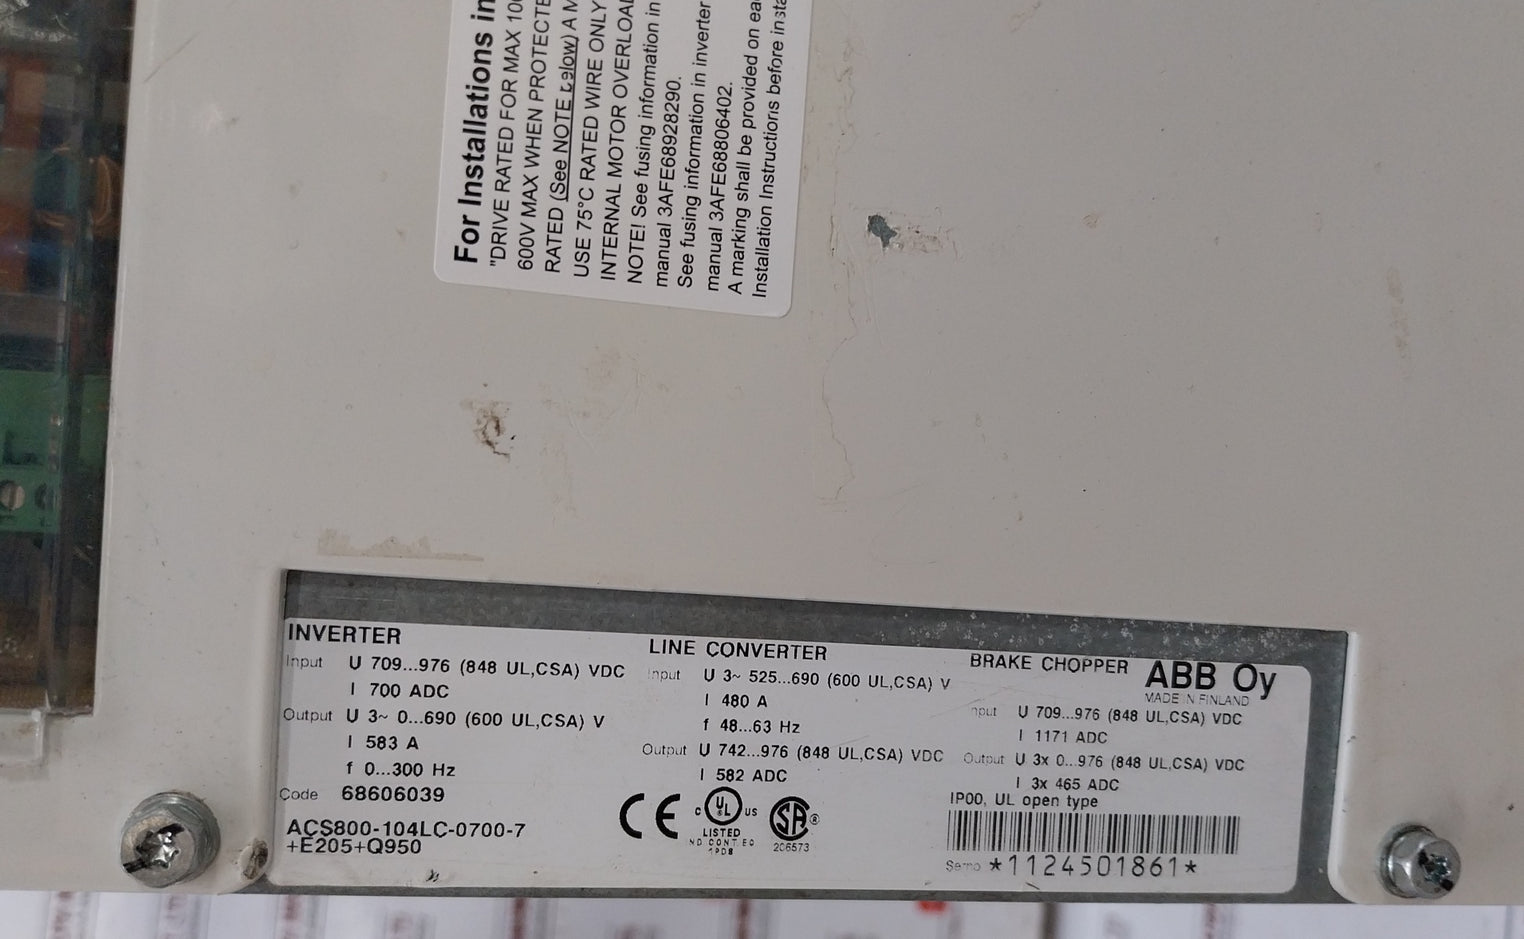 For Installations in
"DRIVE RATED FOR MAX
600V MAX WHEN PROTECTE
RATED (See NOTE below) A M
USE 75°C RATED WIRE ONLY
INTERNAL MOTOR OVERLOA
NOTE! See fusing information in
manual 3AFE68928290.
See fusing information in inverter
manual 3AFE68806402.
A marking shall be provided on ea
Installation Instructions before insta
INVERTER
Input U 709...976 (848 UL,CSA) VDC
I 700 ADC
Output U 3~ 0...690 (600 UL,CSA) V
I 583 A
f 0...300 Hz
Code 68606039
ACS800-104LC-0700-7
+E205+Q950
LINE CONVERTER
Input U 3~ 525...690 (600 UL,CSA) V
I 480 A
f 48...63 Hz
Output U 742...976 (848 UL,CSA) VDC
I 582 ADC
CE
c UL us
LISTED
IND CONT EQ
SA ®
206573
BRAKE CHOPPER
ABB Oy
MADE IN FINLAND
Input U 709...976 (848 UL,CSA) VDC
I 1171 ADC
Output U 3x 0...976 (848 UL,CSA) VDC
I 3x 465 ADC
IP00, UL open type
Serno *1124501861*